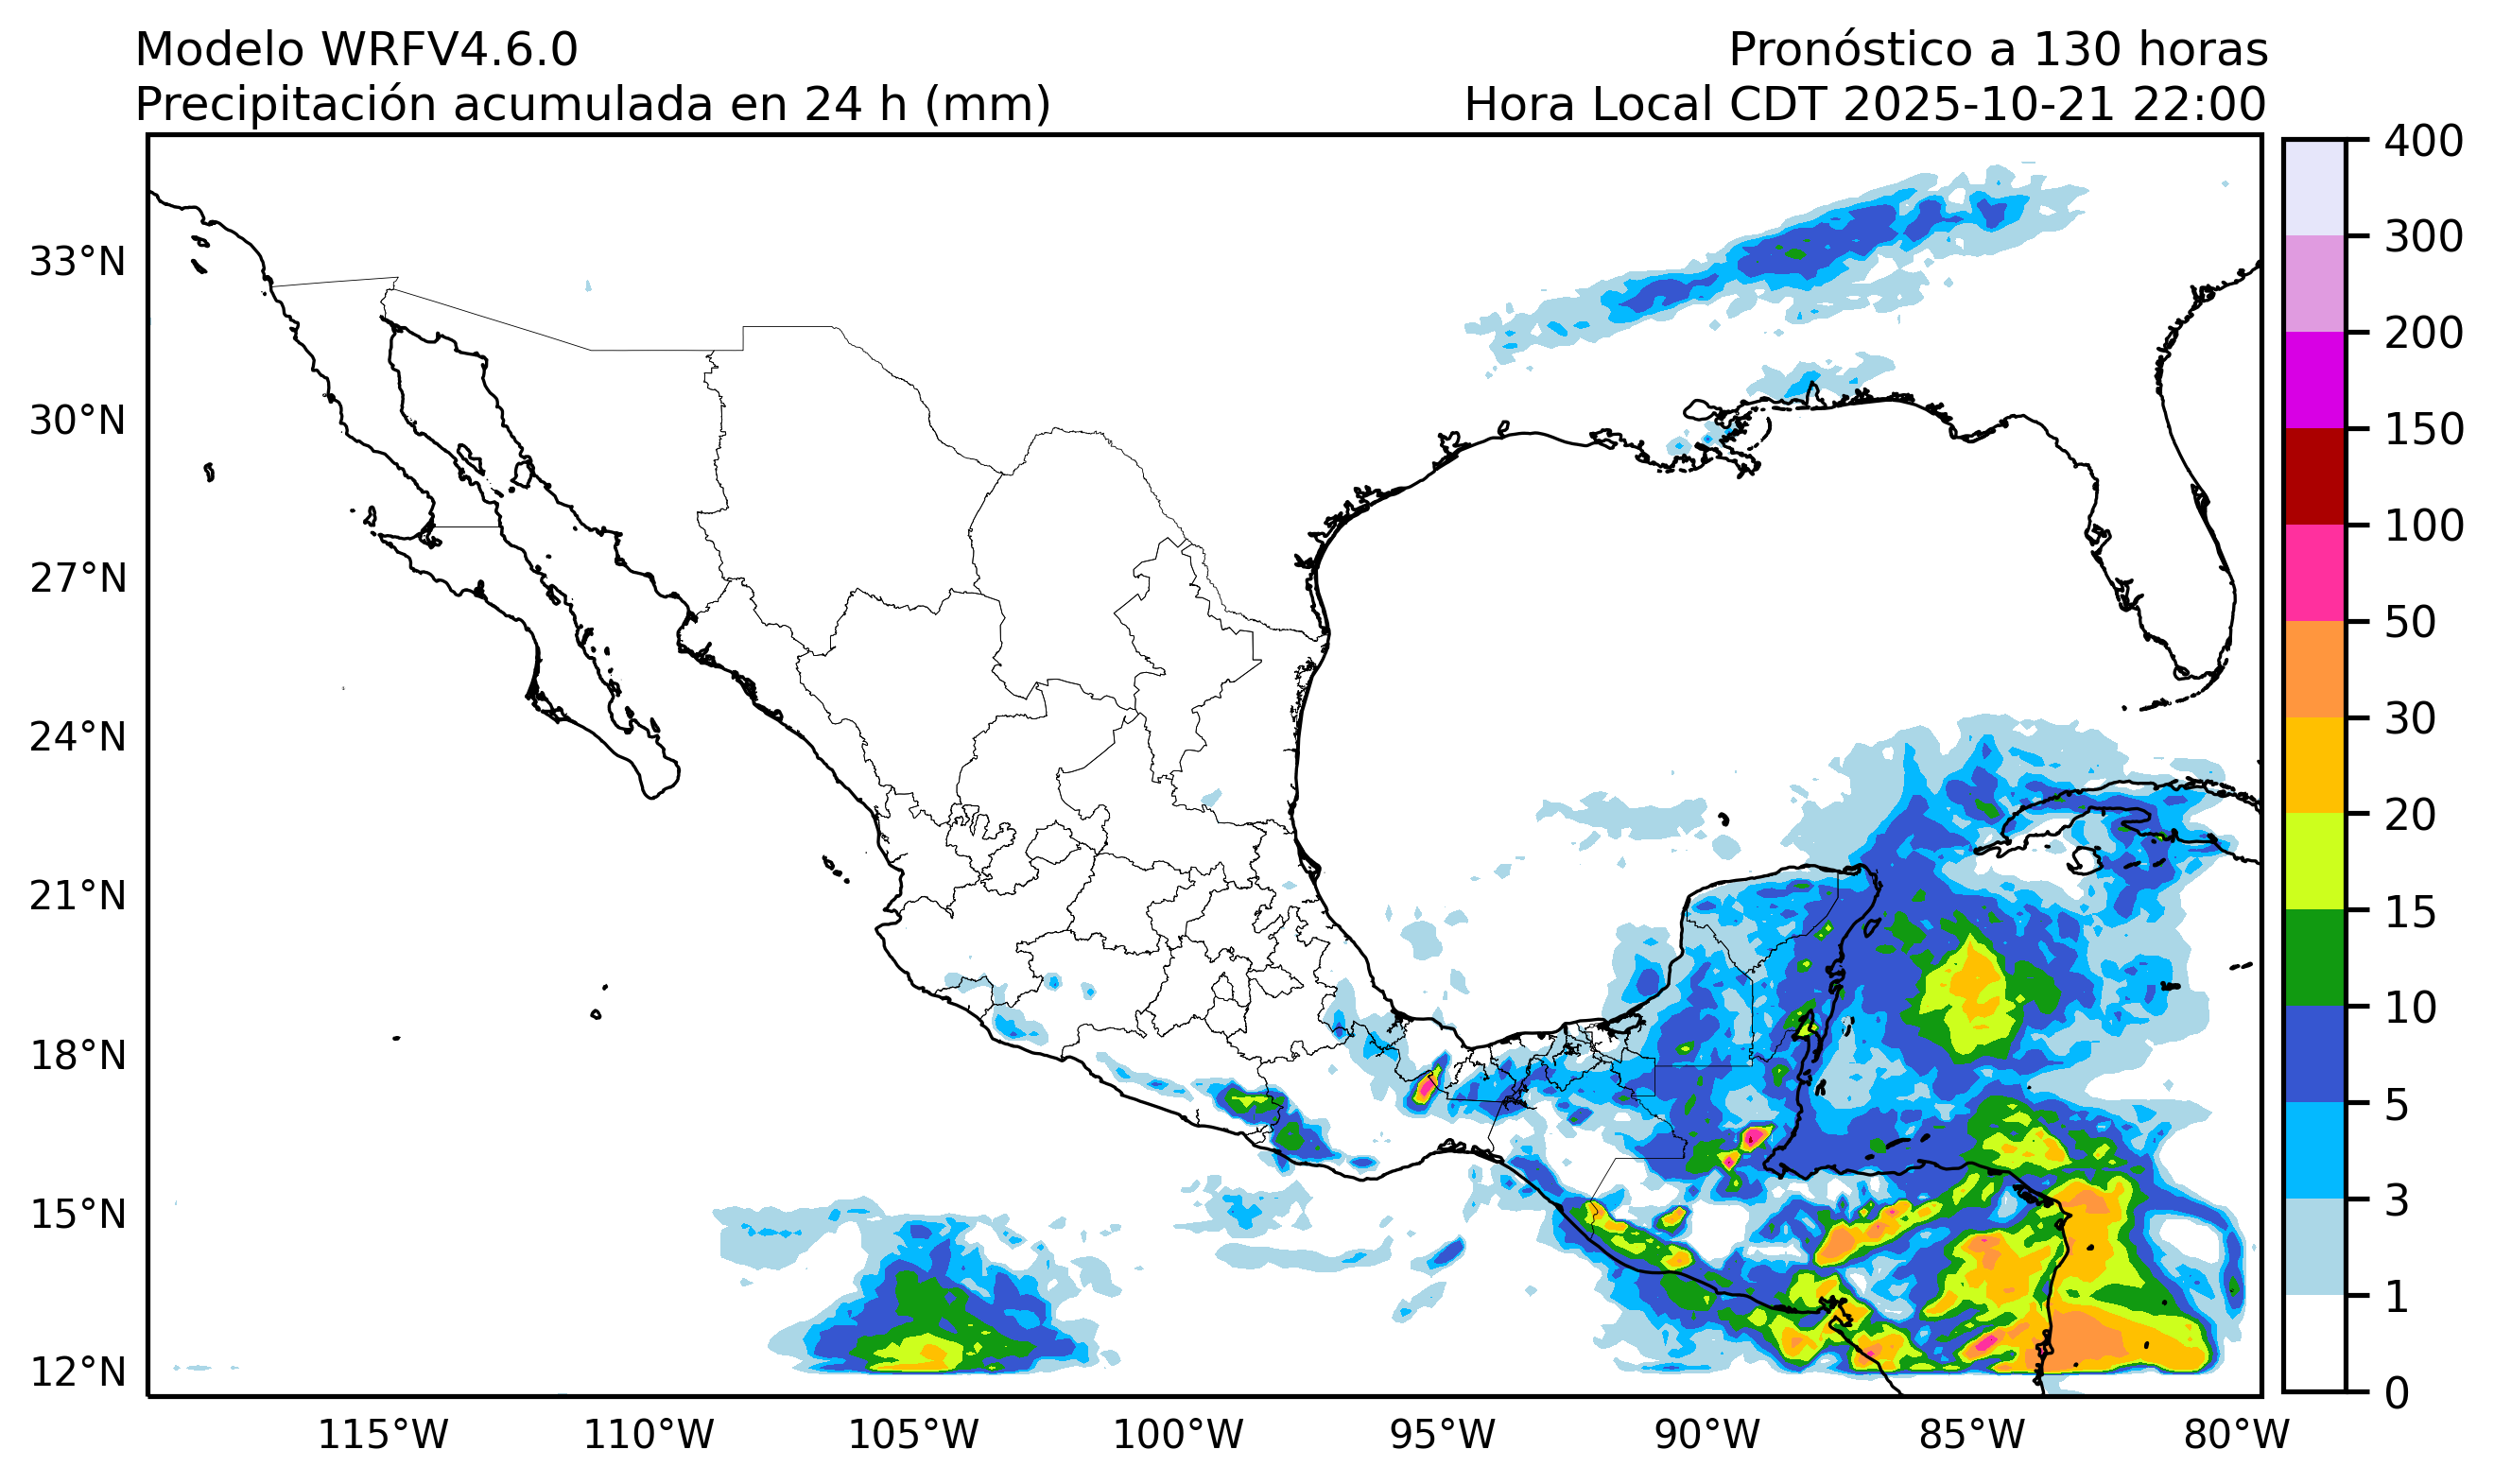 Modelo WRFV4.6.0
Pronóstico a 130 horas
Precipitación acumulada en 24 h (mm)
Hora Local CDT 2025-10-21 22:00
33°N
30°N
27°N
24°N
21°N
18°N
15°N
12°N
115°W
110°W
105°W
100°W
95°W
90°W
85°W
80°W
400
300
200
150
100
50
30
20
15
10
5
3
1
0